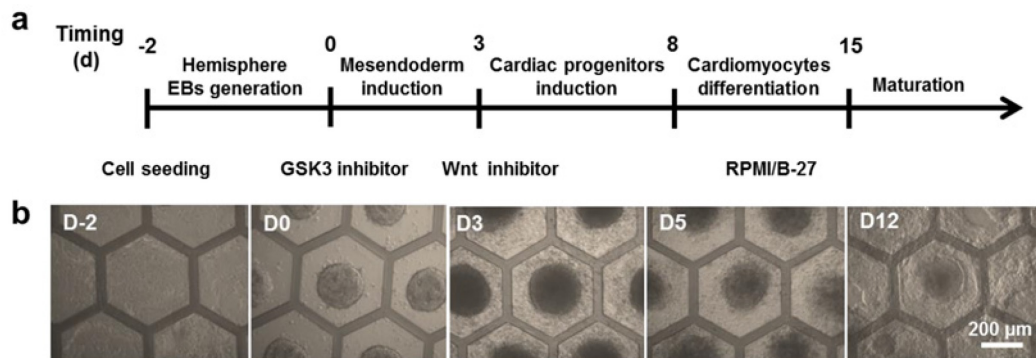 a
Timing
(d)
-2 0 3 8 15
Hemisphere Mesendoderm Cardiac progenitors Cardiomyocytes
EBs generation induction induction differentiation Maturation
Cell seeding GSK3 inhibitor Wnt inhibitor RPMI/B-27
b
D-2 D0 D3 D5 D12
200 µm